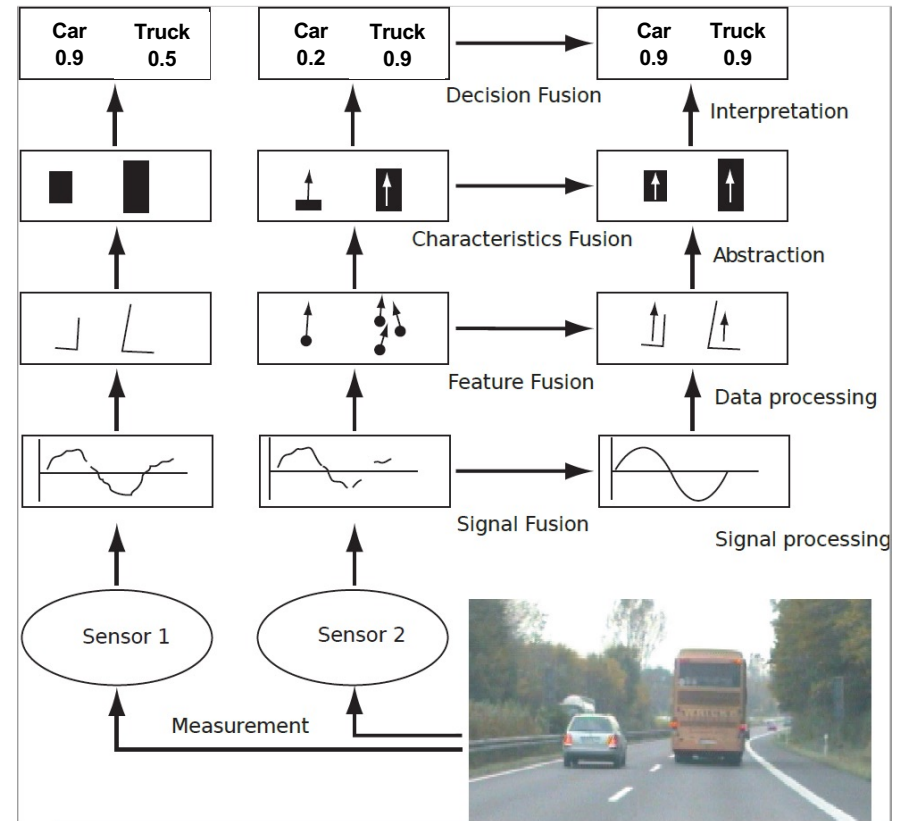 Car Truck
0.9 0.5
Car Truck
0.2 0.9
Car Truck
0.9 0.9
Decision Fusion
Interpretation
Characteristics Fusion
Abstraction
Feature Fusion
Data processing
Signal Fusion
Signal processing
Sensor 1
Sensor 2
Measurement